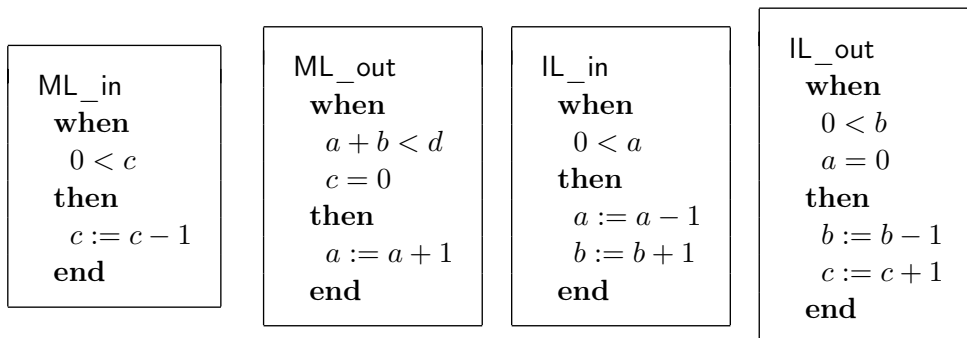 ML_in
when
0 < c
then
c := c − 1
end
ML_out
when
a + b < d
c = 0
then
a := a + 1
end
IL_in
when
0 < a
then
a := a − 1
b := b + 1
end
IL_out
when
0 < b
a = 0
then
b := b − 1
c := c + 1
end